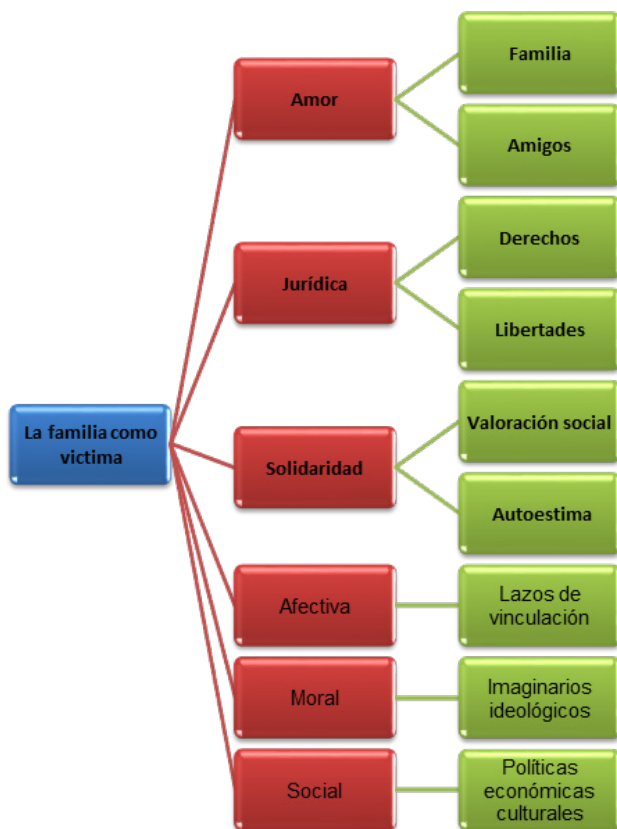 Familia
Amor
Amigos
Derechos
Jurídica
Libertades
La familia como
victima
Valoración social
Solidaridad
Autoestima
Afectiva
Lazos de
vinculación
Moral
Imaginarios
ideológicos
Social
Políticas
económicas
culturales